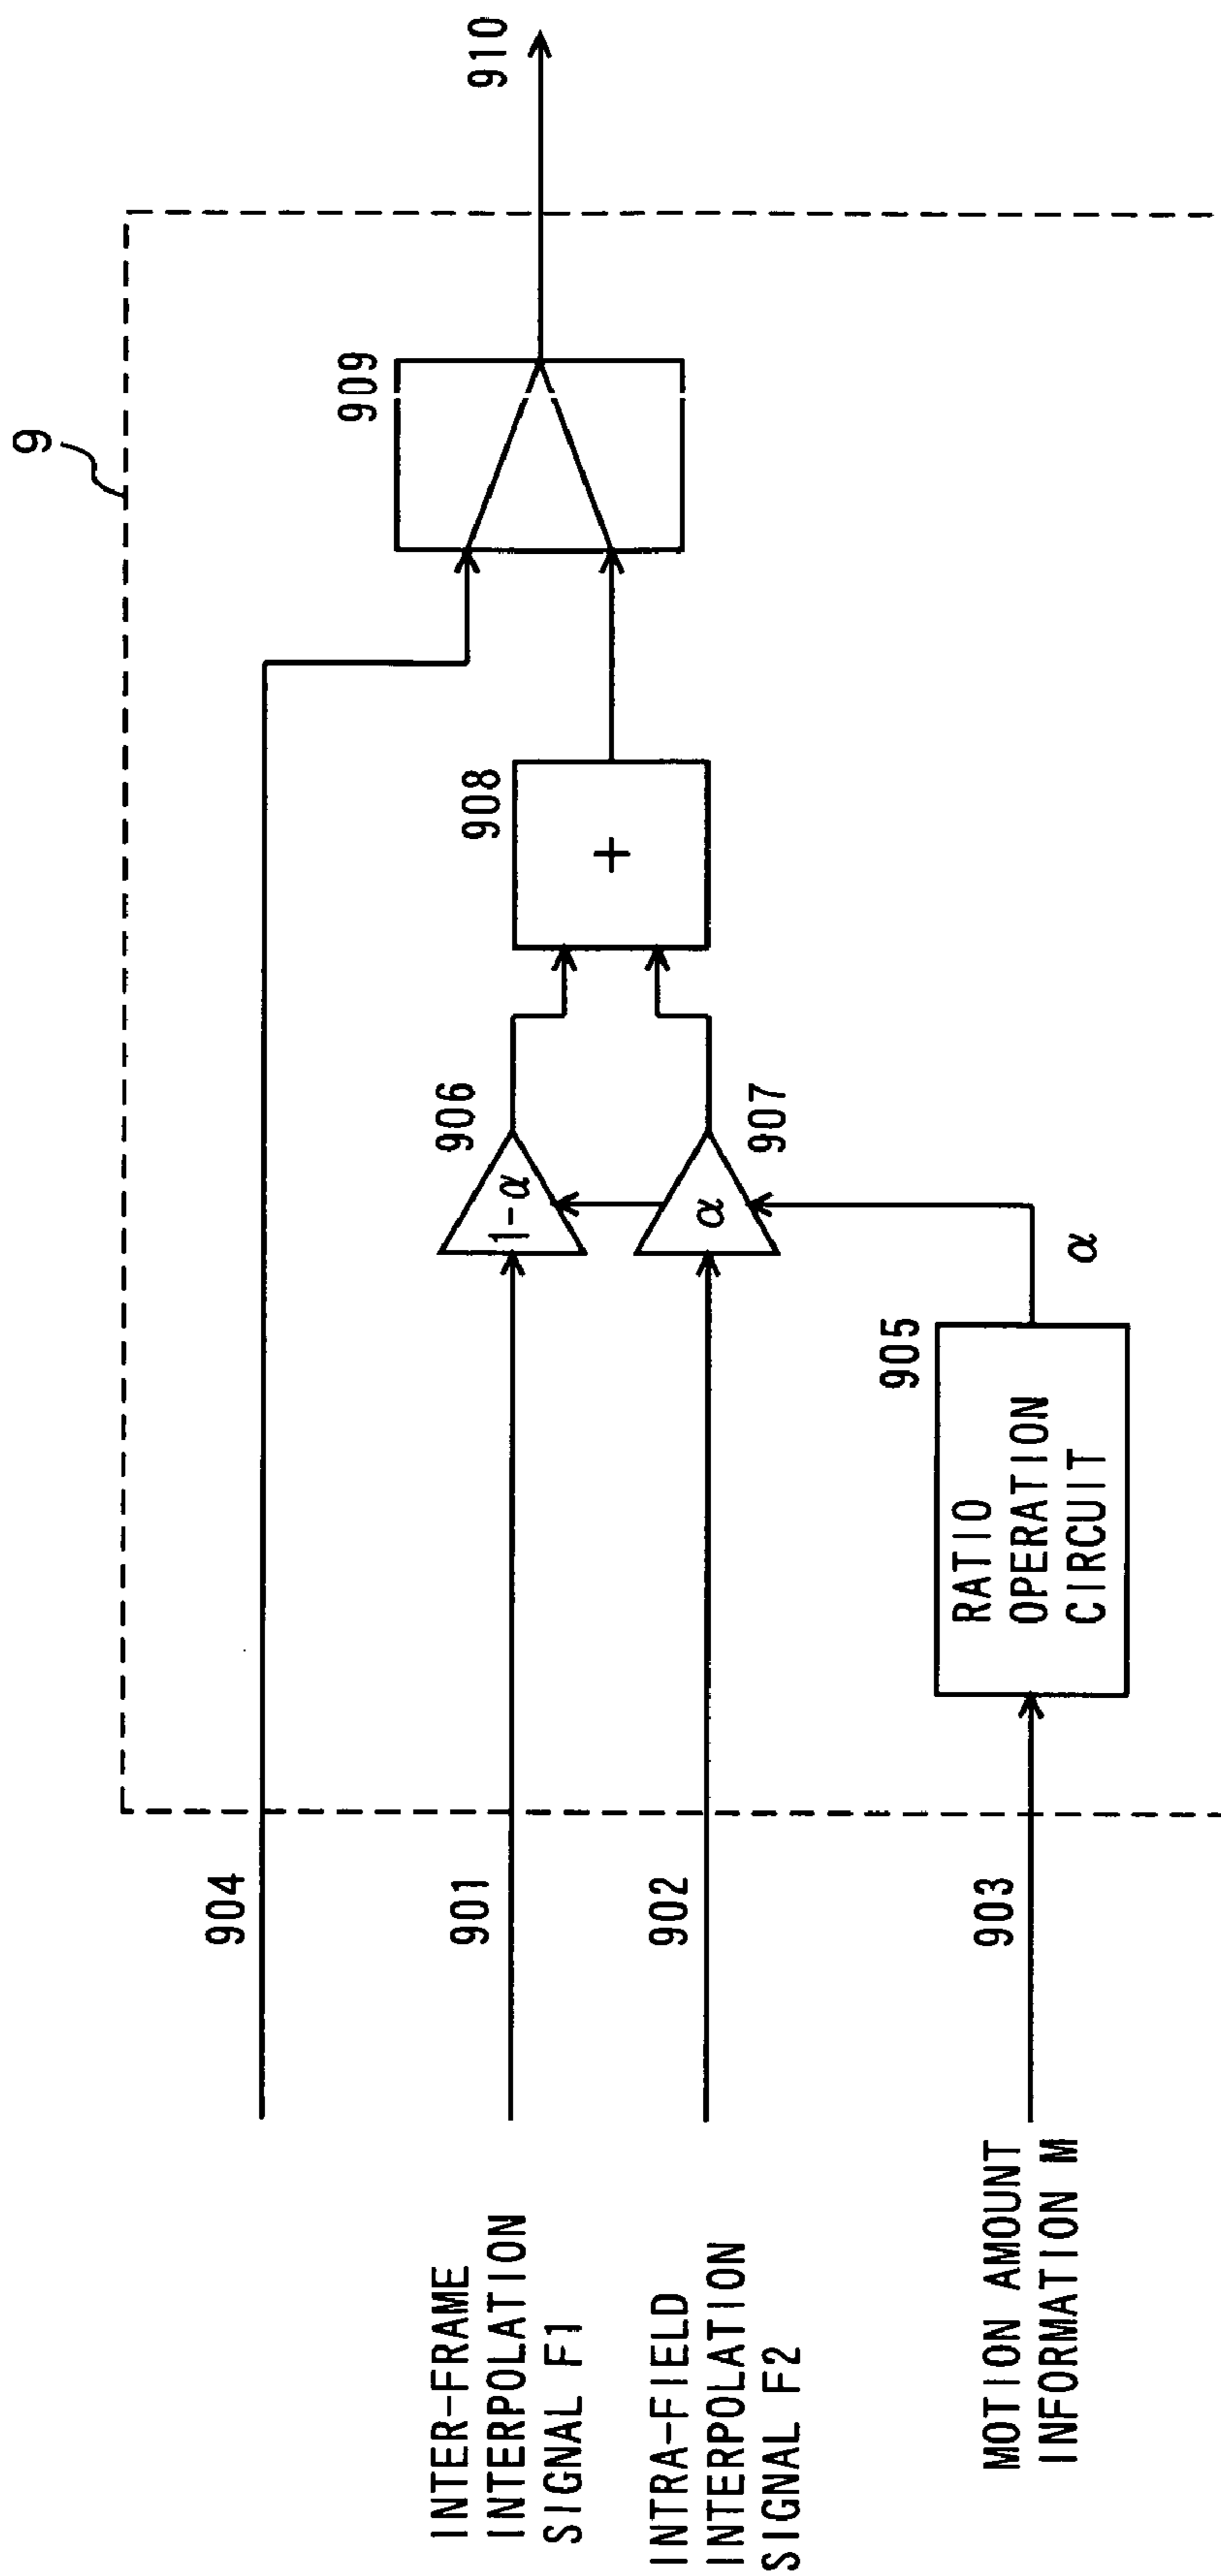 9
904
INTER-FRAME
INTERPOLATION
SIGNAL F1
901
906
1-α
908
+
909
910
INTRA-FIELD
INTERPOLATION
SIGNAL F2
902
907
α
MOTION AMOUNT
INFORMATION M
903
905
RATIO
OPERATION
CIRCUIT
α